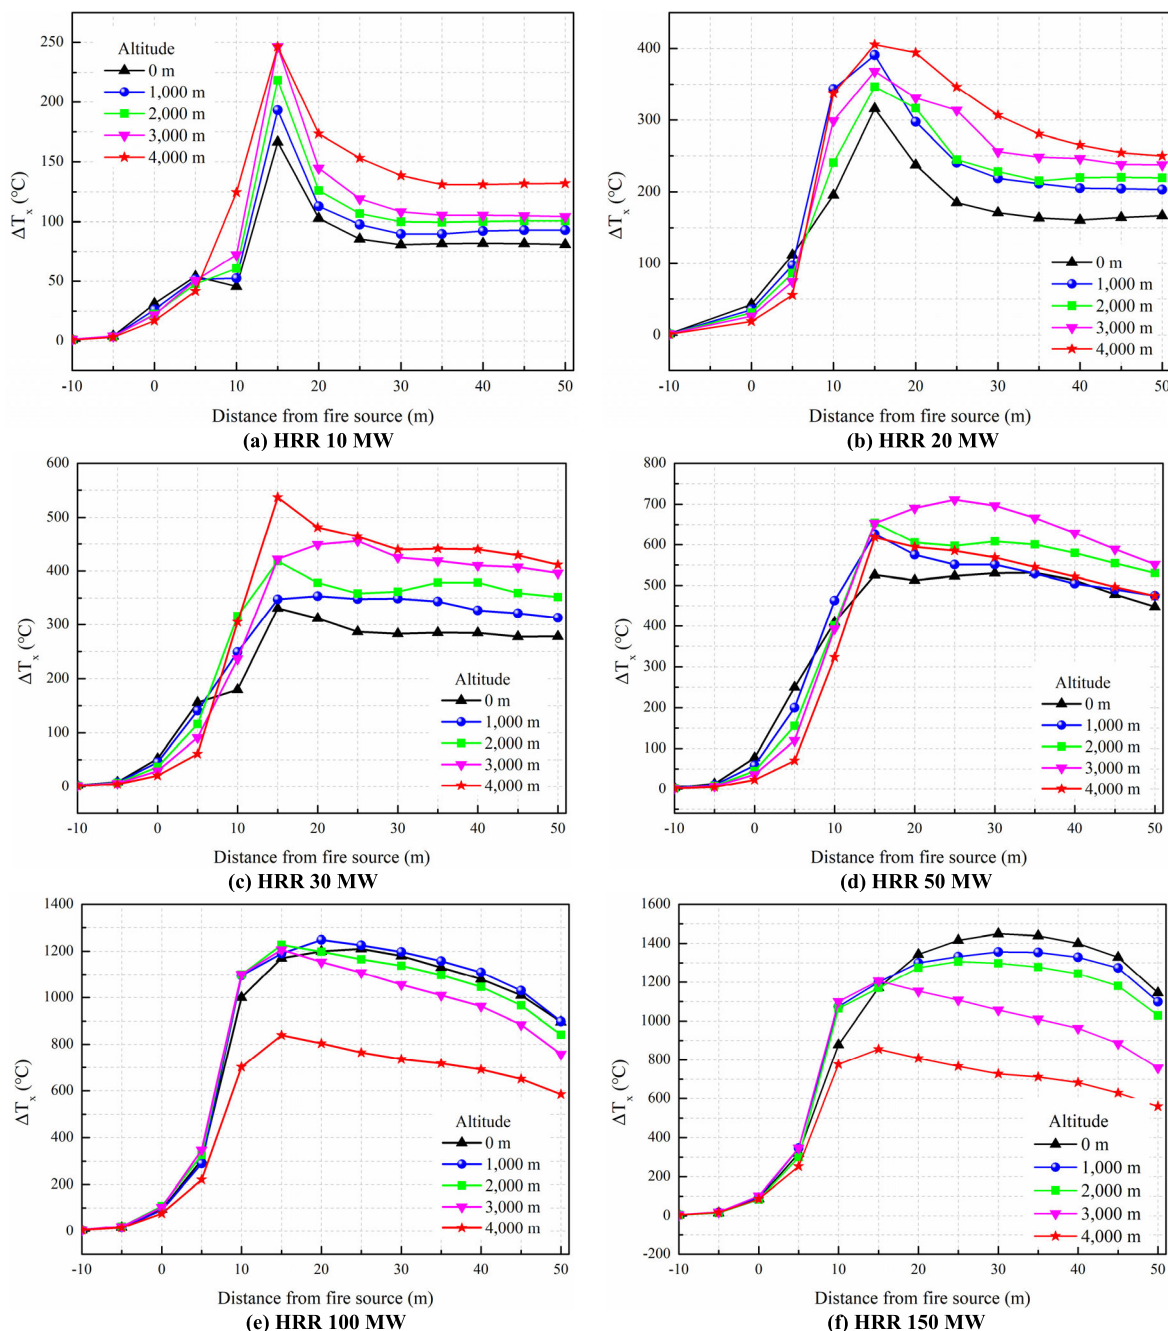 250
200
150
100
50
0
ΔTx (℃)
Altitude
0 m
1,000 m
2,000 m
3,000 m
4,000 m
-10 0 10 20 30 40 50
Distance from fire source (m)
(a) HRR 10 MW
400
300
200
100
0
ΔTx (℃)
0 m
1,000 m
2,000 m
3,000 m
4,000 m
-10 0 10 20 30 40 50
Distance from fire source (m)
(b) HRR 20 MW
600
500
400
300
200
100
0
ΔTx (℃)
Altitude
0 m
1,000 m
2,000 m
3,000 m
4,000 m
-10 0 10 20 30 40 50
Distance from fire source (m)
(c) HRR 30 MW
800
700
600
500
400
300
200
100
0
ΔTx (℃)
Altitude
0 m
1,000 m
2,000 m
3,000 m
4,000 m
-10 0 10 20 30 40 50
Distance from fire source (m)
(d) HRR 50 MW
1400
1200
1000
800
600
400
200
0
ΔTx (℃)
Altitude
0 m
1,000 m
2,000 m
3,000 m
4,000 m
-10 0 10 20 30 40 50
Distance from fire source (m)
(e) HRR 100 MW
1600
1400
1200
1000
800
600
400
200
0
-200
ΔTx (℃)
Altitude
0 m
1,000 m
2,000 m
3,000 m
4,000 m
-10 0 10 20 30 40 50
Distance from fire source (m)
(f) HRR 150 MW